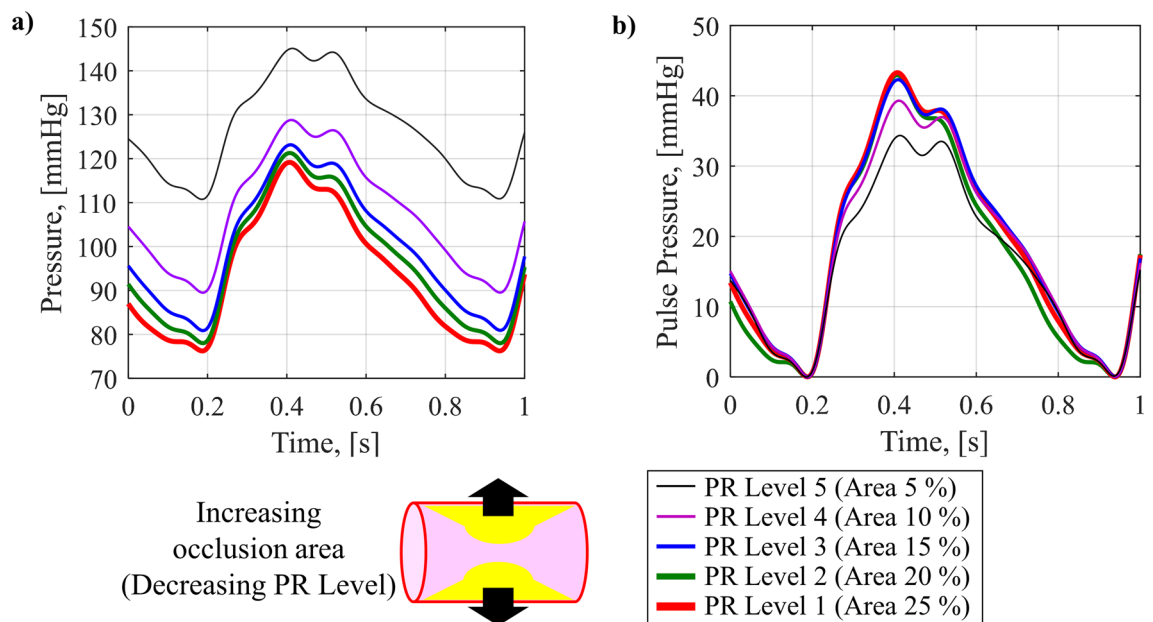 a)
150
140
130
120
110
100
90
80
70
Pressure, [mmHg]
0 0.2 0.4 0.6 0.8 1
Time, [s]
b)
50
40
30
20
10
0
Pulse Pressure, [mmHg]
0 0.2 0.4 0.6 0.8 1
Time, [s]
Increasing
occlusion area
(Decreasing PR Level)
PR Level 5 (Area 5 %)
PR Level 4 (Area 10 %)
PR Level 3 (Area 15 %)
PR Level 2 (Area 20 %)
PR Level 1 (Area 25 %)